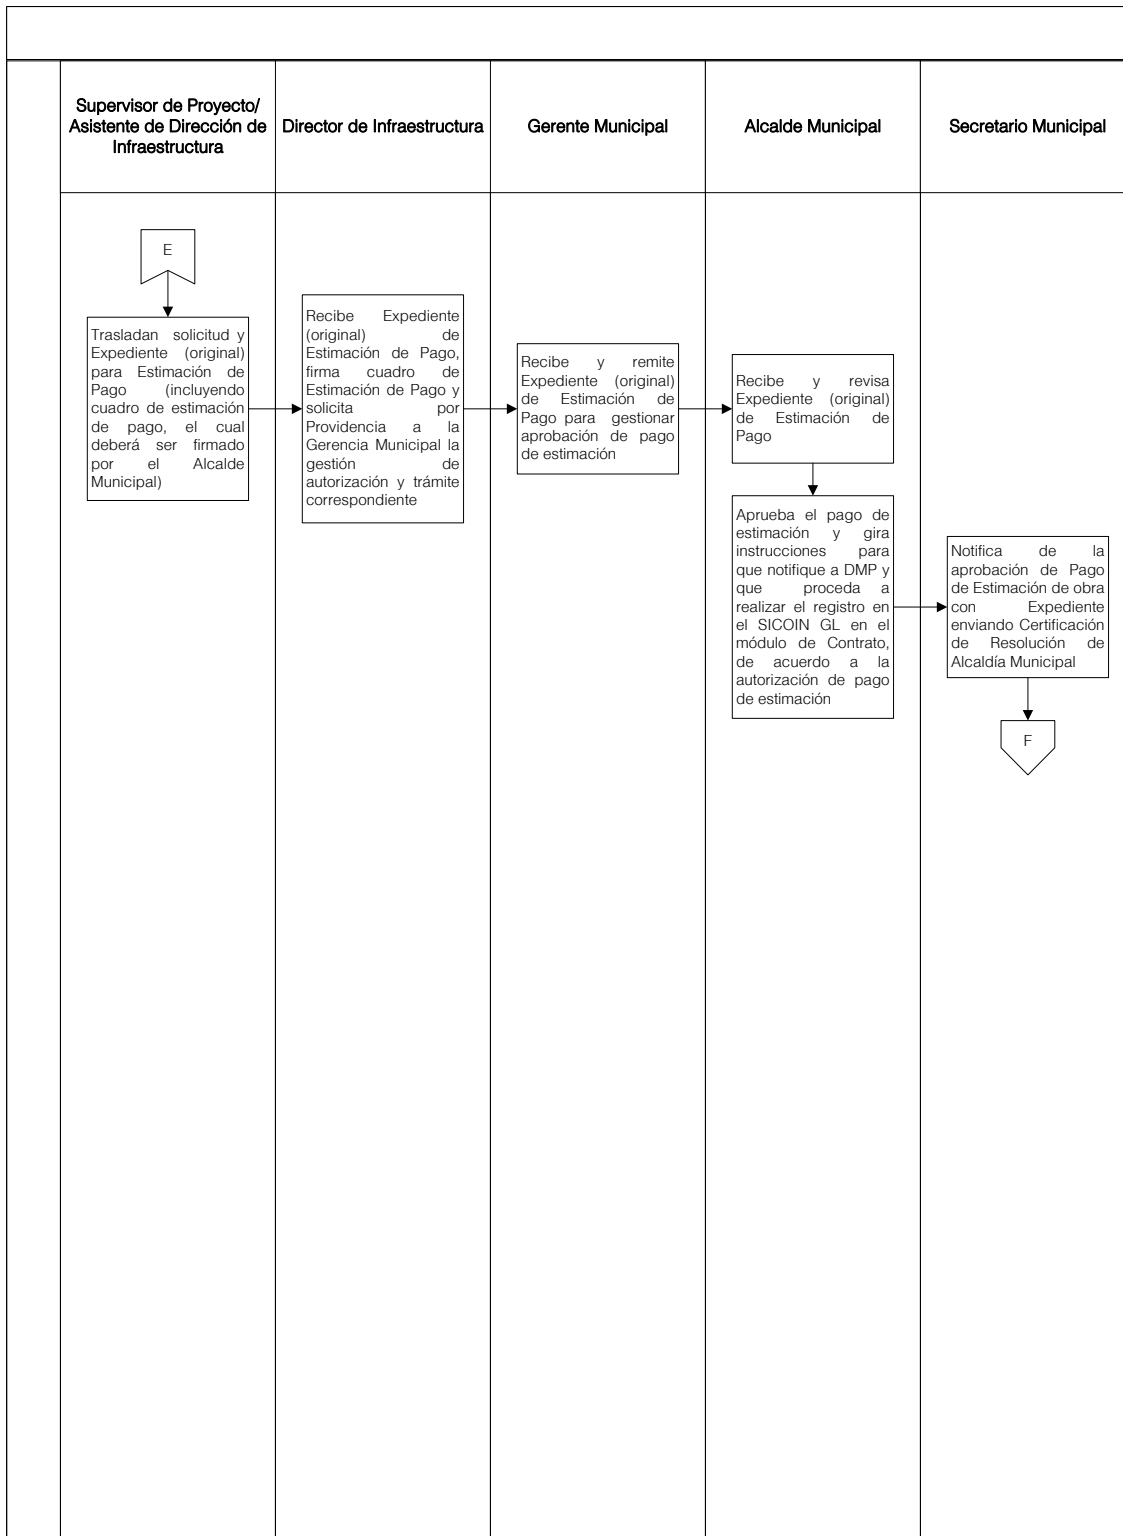 Supervisor de Proyecto/
Asistente de Dirección de
Infraestructura
Director de Infraestructura
Gerente Municipal
Alcalde Municipal
Secretario Municipal
E
Trasladan solicitud y
Expediente (original)
para Estimación de
Pago (incluyendo
cuadro de estimación
de pago, el cual
deberá ser firmado
por el Alcalde
Municipal)
Recibe Expediente
(original) de
Estimación de Pago,
firma cuadro de
Estimación de Pago y
solicita por
Providencia a la
Gerencia Municipal la
gestión de
autorización y trámite
correspondiente
Recibe y remite
Expediente (original)
de Estimación de
Pago para gestionar
aprobación de pago
de estimación
Recibe y revisa
Expediente (original)
de Estimación de
Pago
Aprueba el pago de
estimación y gira
instrucciones para
que notifique a DMP y
que proceda a
realizar el registro en
el SICOIN GL en el
módulo de Contrato,
de acuerdo a la
autorización de pago
de estimación
Notifica de la
aprobación de Pago
de Estimación de obra
con Expediente
enviando Certificación
de Resolución de
Alcaldía Municipal
F